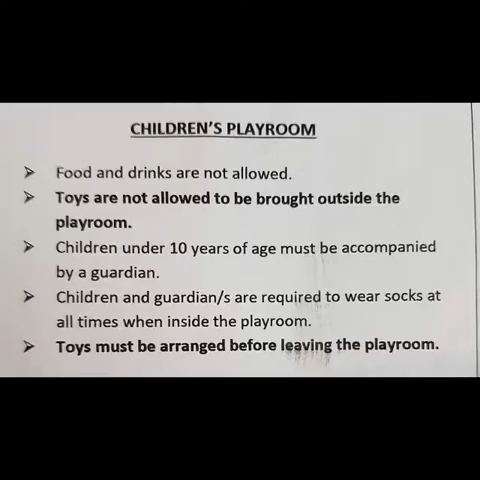 CHILDREN'S PLAYROOM
➢ Food and drinks are not allowed.
➢ Toys are not allowed to be brought outside the
playroom.
➢ Children under 10 years of age must be accompanied
by a guardian.
➢ Children and guardian/s are required to wear socks at
all times when inside the playroom.
➢ Toys must be arranged before leaving the playroom.